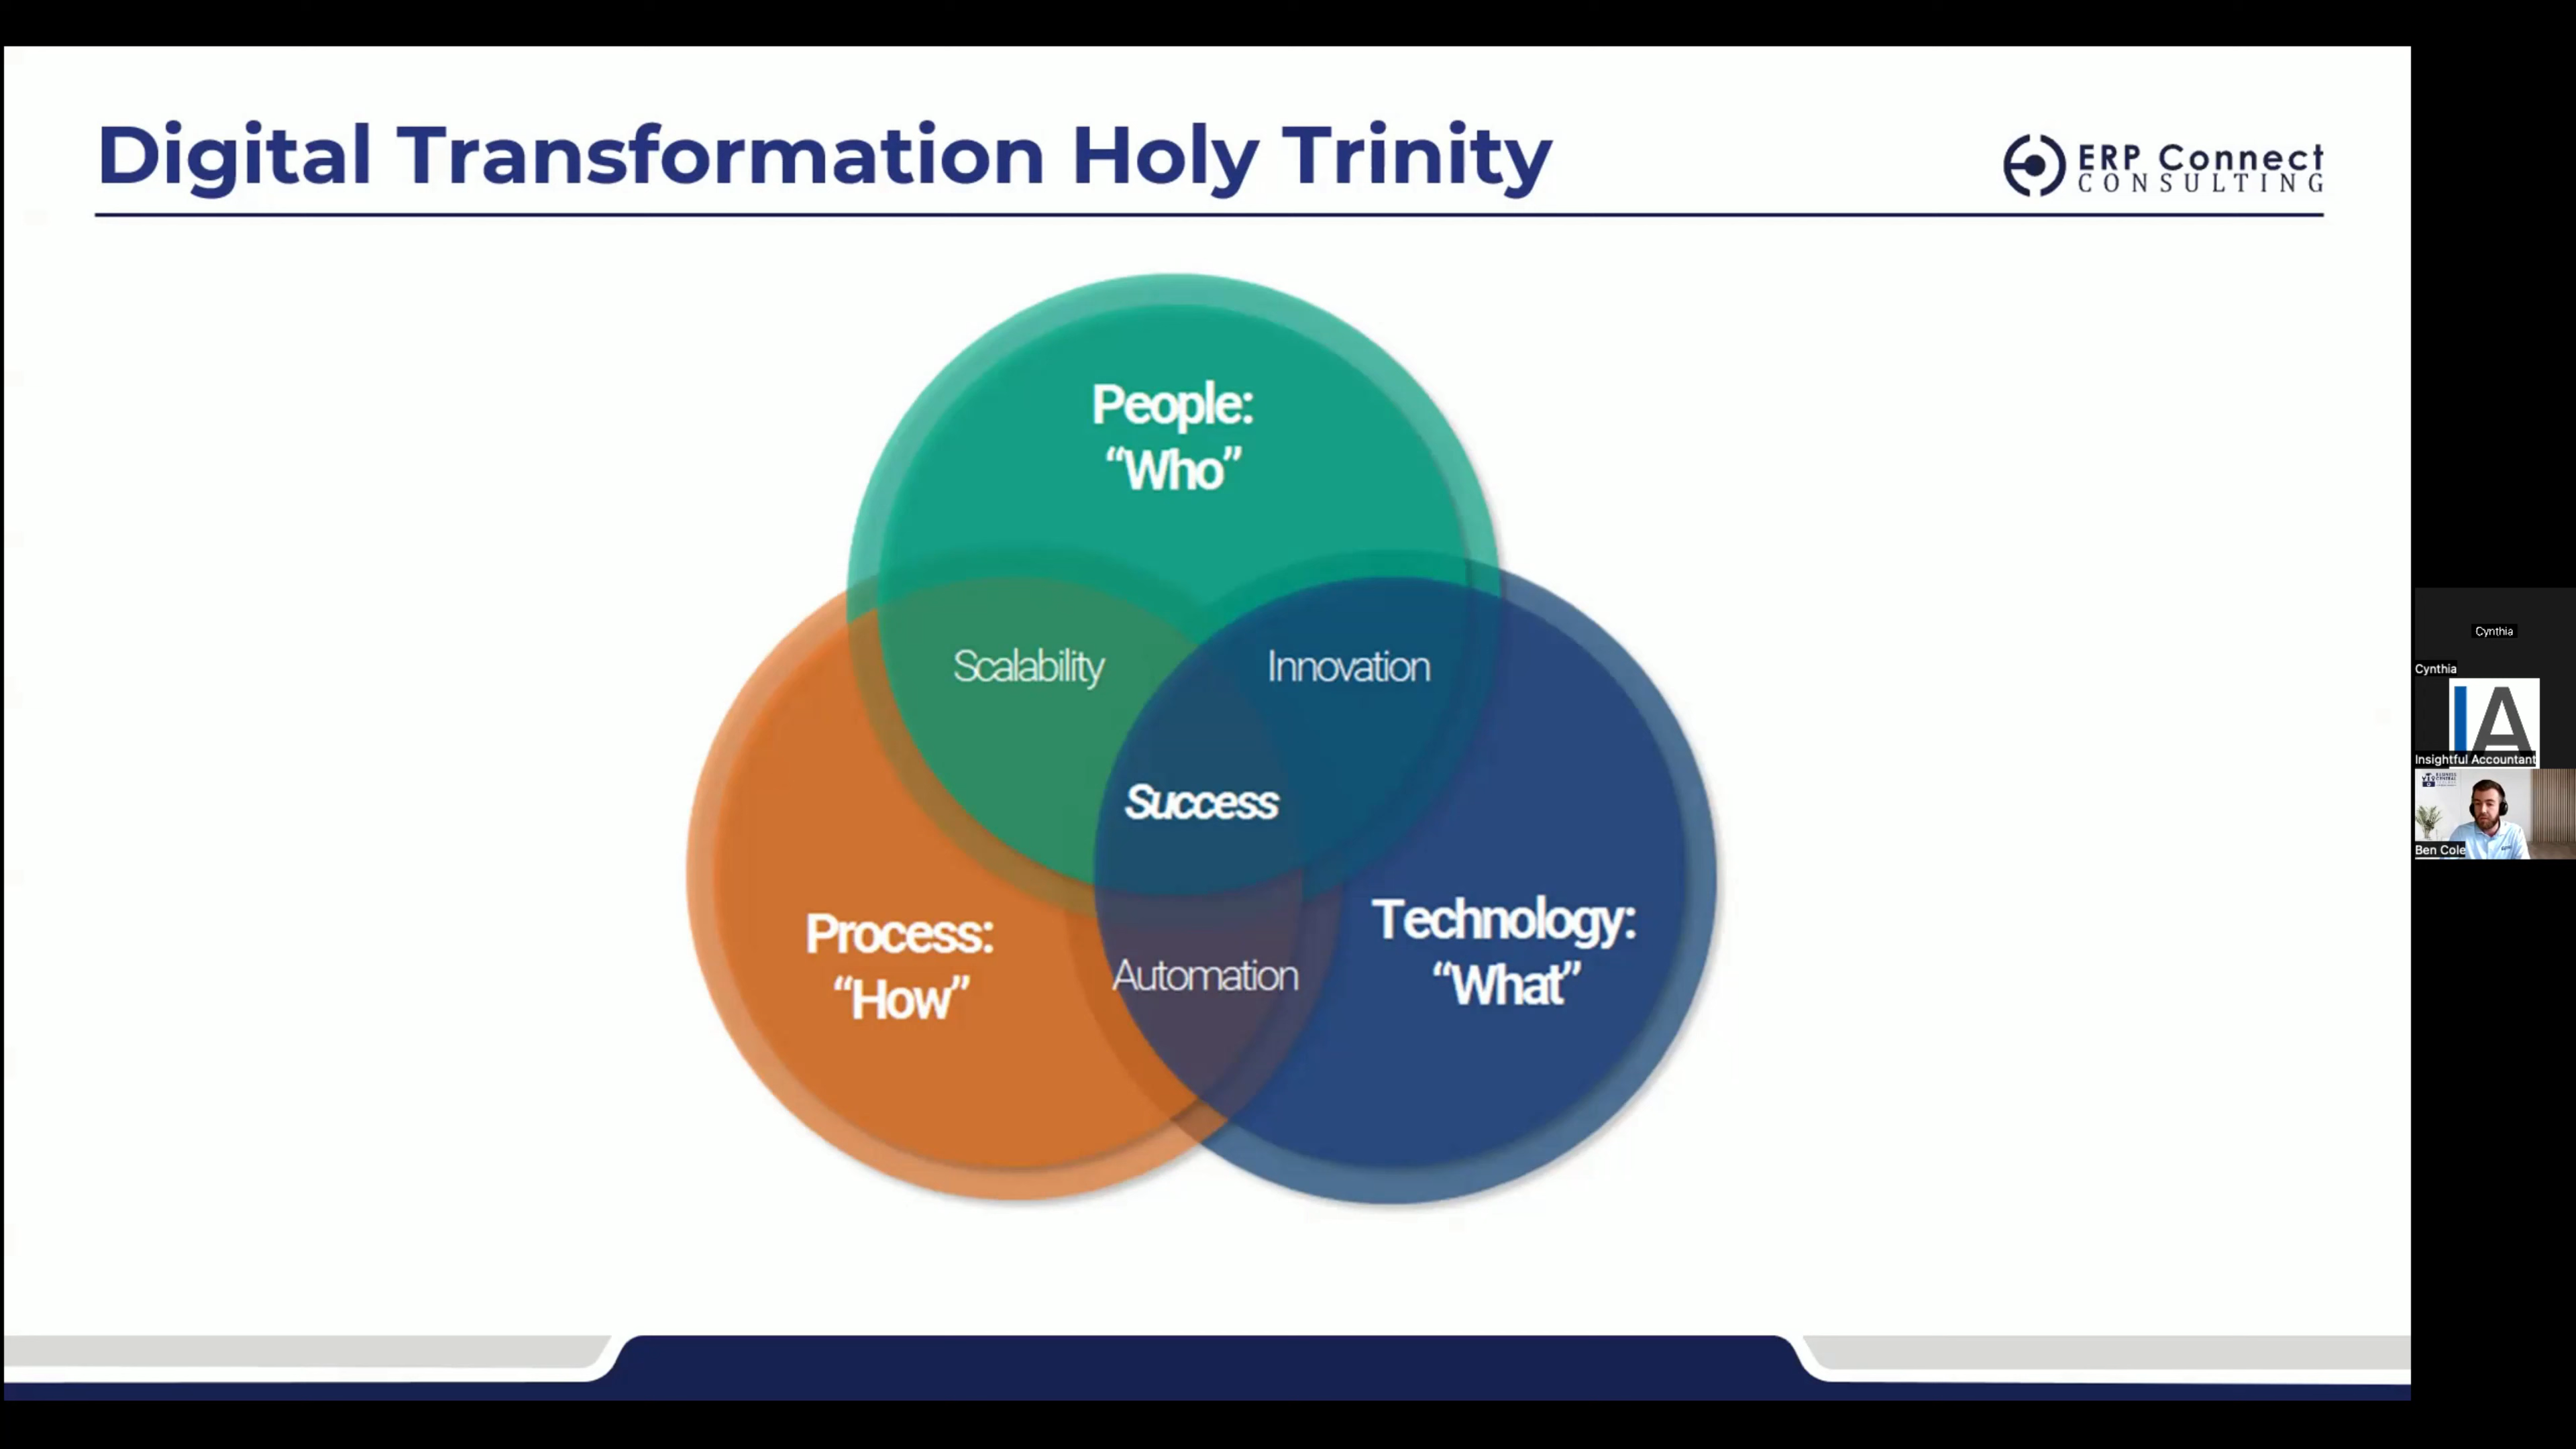 Digital Transformation Holy Trinity
ERP Connect
CONSULTING
People:
“Who”
Scalability
Innovation
Success
Process:
“How”
Technology:
“What”
Automation
Cynthia
Cynthia
IA
Insightful Accountant
Ben Cole